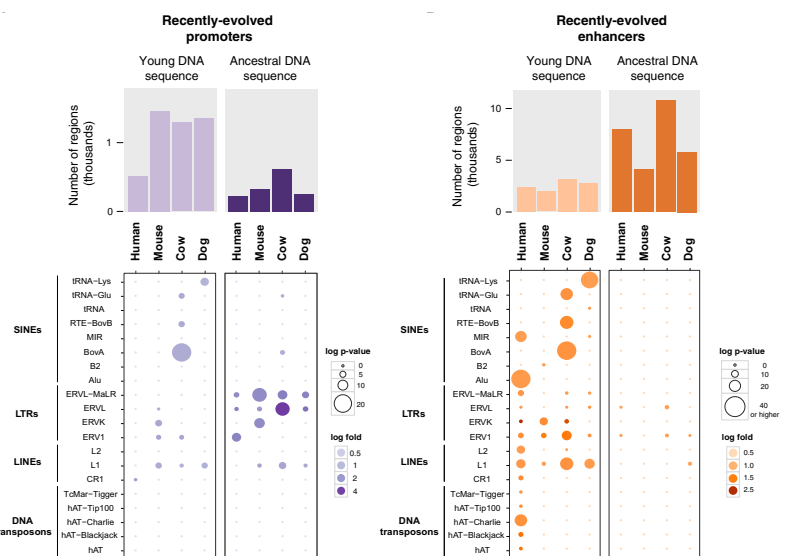 Recently-evolved
promoters
Young DNA
sequence
Ancestral DNA
sequence
Number of regions
(thousands)
1
0
Human
Mouse
Cow
Dog
Human
Mouse
Cow
Dog
SINEs
tRNA−Lys
tRNA−Glu
tRNA
RTE−BovB
MIR
BovA
B2
Alu
LTRs
ERVL−MaLR
ERVL
ERVK
ERV1
LINEs
L2
L1
CR1
DNA
ansposons
TcMar−Tigger
hAT−Tip100
hAT−Charlie
hAT−Blackjack
hAT
log p-value
0
5
10
20
log fold
0.5
1
2
4
Recently-evolved
enhancers
Young DNA
sequence
Ancestral DNA
sequence
Number of regions
(thousands)
10
5
0
Human
Mouse
Cow
Dog
Human
Mouse
Cow
Dog
SINEs
tRNA−Lys
tRNA−Glu
tRNA
RTE−BovB
MIR
BovA
B2
Alu
LTRs
ERVL−MaLR
ERVL
ERVK
ERV1
LINEs
L2
L1
CR1
DNA
transposons
TcMar−Tigger
hAT−Tip100
hAT−Charlie
hAT−Blackjack
hAT
log p-value
0
10
20
40
or higher
log fold
0.5
1.0
1.5
2.5